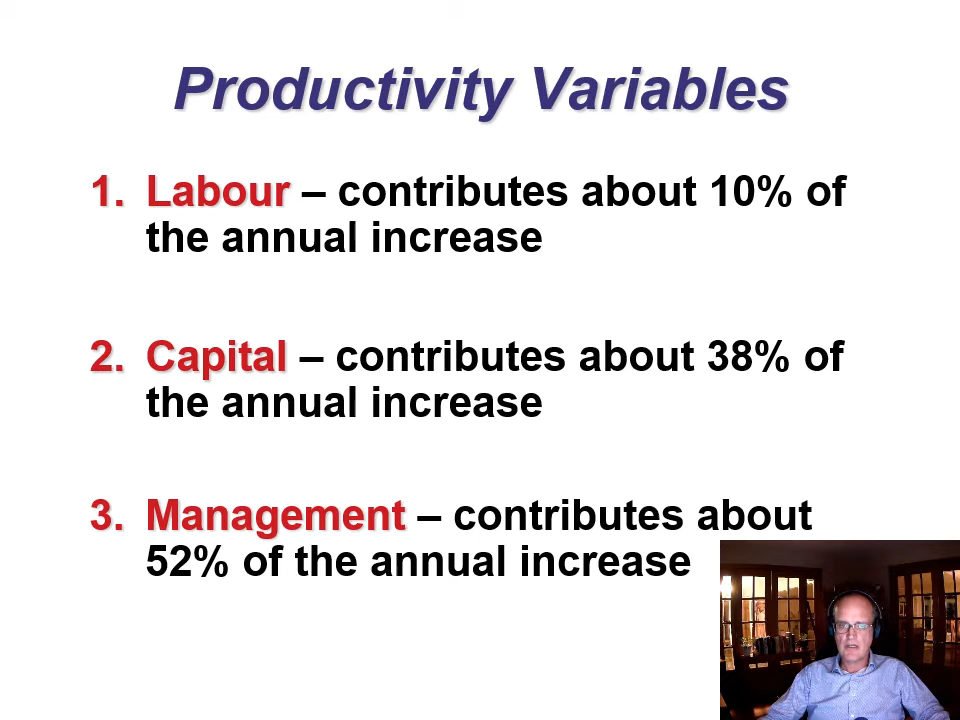 Productivity Variables
1. Labour – contributes about 10% of
the annual increase
2. Capital – contributes about 38% of
the annual increase
3. Management – contributes about
52% of the annual increase